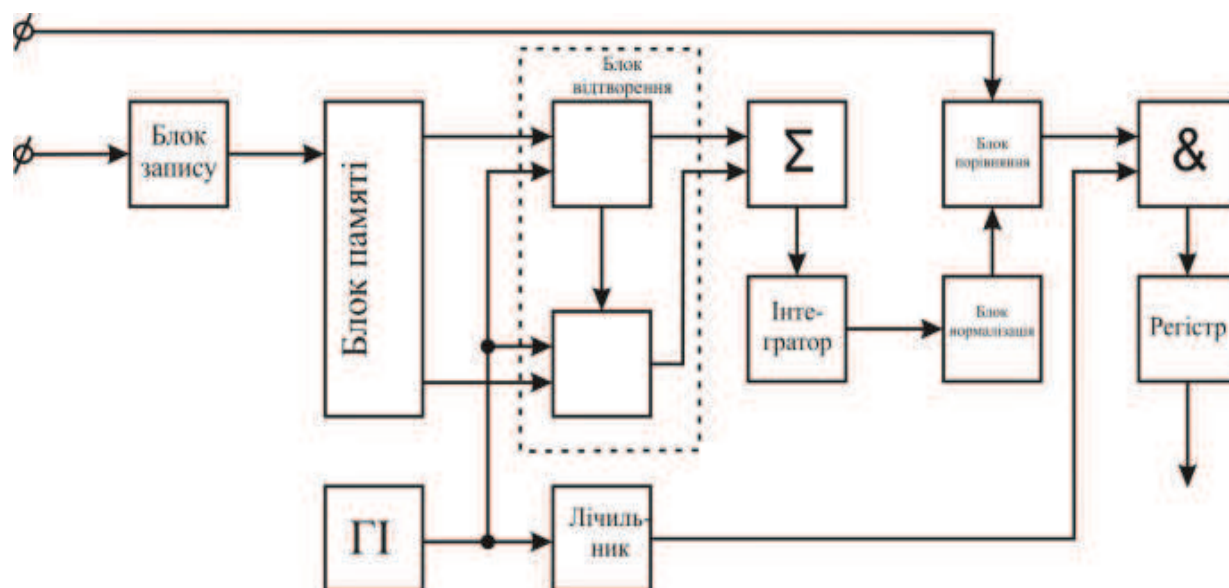 Блок
відтворення
Блок
запису
Блок памяті
Σ
Блок
порівняння
&
Інте-
гратор
Блок
нормалізація
Регістр
ГІ
Лічиль-
ник